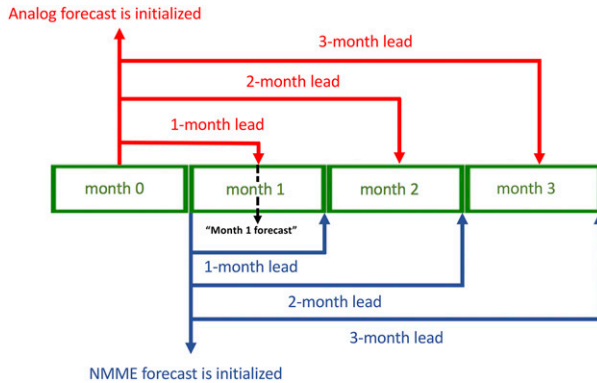 Analog forecast is initialized
3-month lead
2-month lead
1-month lead
month 0
month 1
month 2
month 3
“Month 1 forecast”
1-month lead
2-month lead
3-month lead
NMME forecast is initialized